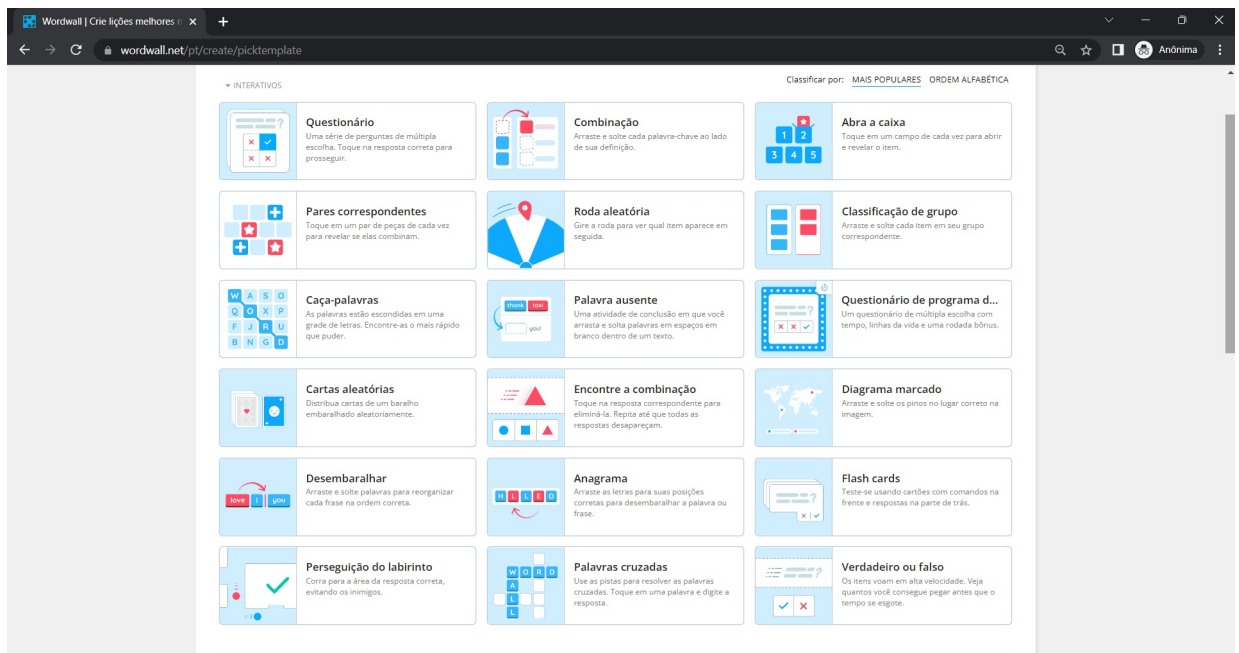 Wordwall | Crie lições melhores n
wordwall.net/pt/create/picktemplate
Anônima
INTERATIVOS
Classificar por: MAIS POPULARES ORDEM ALFABÉTICA
Questionário
Uma série de perguntas de múltipla
escolha. Toque na resposta correta para
prosseguir.
Combinação
Arraste e solte cada palavra-chave ao lado
de sua definição.
1 2
3 4 5
Abra a caixa
Toque em um campo de cada vez para abrir
e revelar o item.
Pares correspondentes
Toque em um par de peças de cada vez
para revelar se elas combinam.
Roda aleatória
Gire a roda para ver qual item aparece em
seguida.
Classificação de grupo
Arraste e solte cada item em seu grupo
correspondente.
W A S O
Q O X P
F J R U
B N G D
Caça-palavras
As palavras estão escondidas em uma
grade de letras. Encontre-as o mais rápido
que puder.
thank taxi
you!
Palavra ausente
Uma atividade de conclusão em que você
arrasta e solta palavras em espaços em
branco dentro de um texto.
Questionário de programa d...
Um questionário de múltipla escolha com
tempo, linhas da vida e uma rodada bônus.
Cartas aleatórias
Distribua cartas de um baralho
embaralhado aleatoriamente.
Encontre a combinação
Toque na resposta correspondente para
eliminá-la. Repita até que todas as
respostas desapareçam.
Diagrama marcado
Arraste e solte os pinos no lugar correto na
imagem.
love I you
Desembaralhar
Arraste e solte palavras para reorganizar
cada frase na ordem correta.
H L L E O
Anagrama
Arraste as letras para suas posições
corretas para desembaralhar a palavra ou
frase.
Flash cards
Teste-se usando cartões com comandos na
frente e respostas na parte de trás.
Perseguição do labirinto
Corra para a área da resposta correta,
evitando os inimigos.
W O R D
A
L
L
Palavras cruzadas
Use as pistas para resolver as palavras
cruzadas. Toque em uma palavra e digite a
resposta.
Verdadeiro ou falso
Os itens voam em alta velocidade. Veja
quantos você consegue pegar antes que o
tempo se esgote.